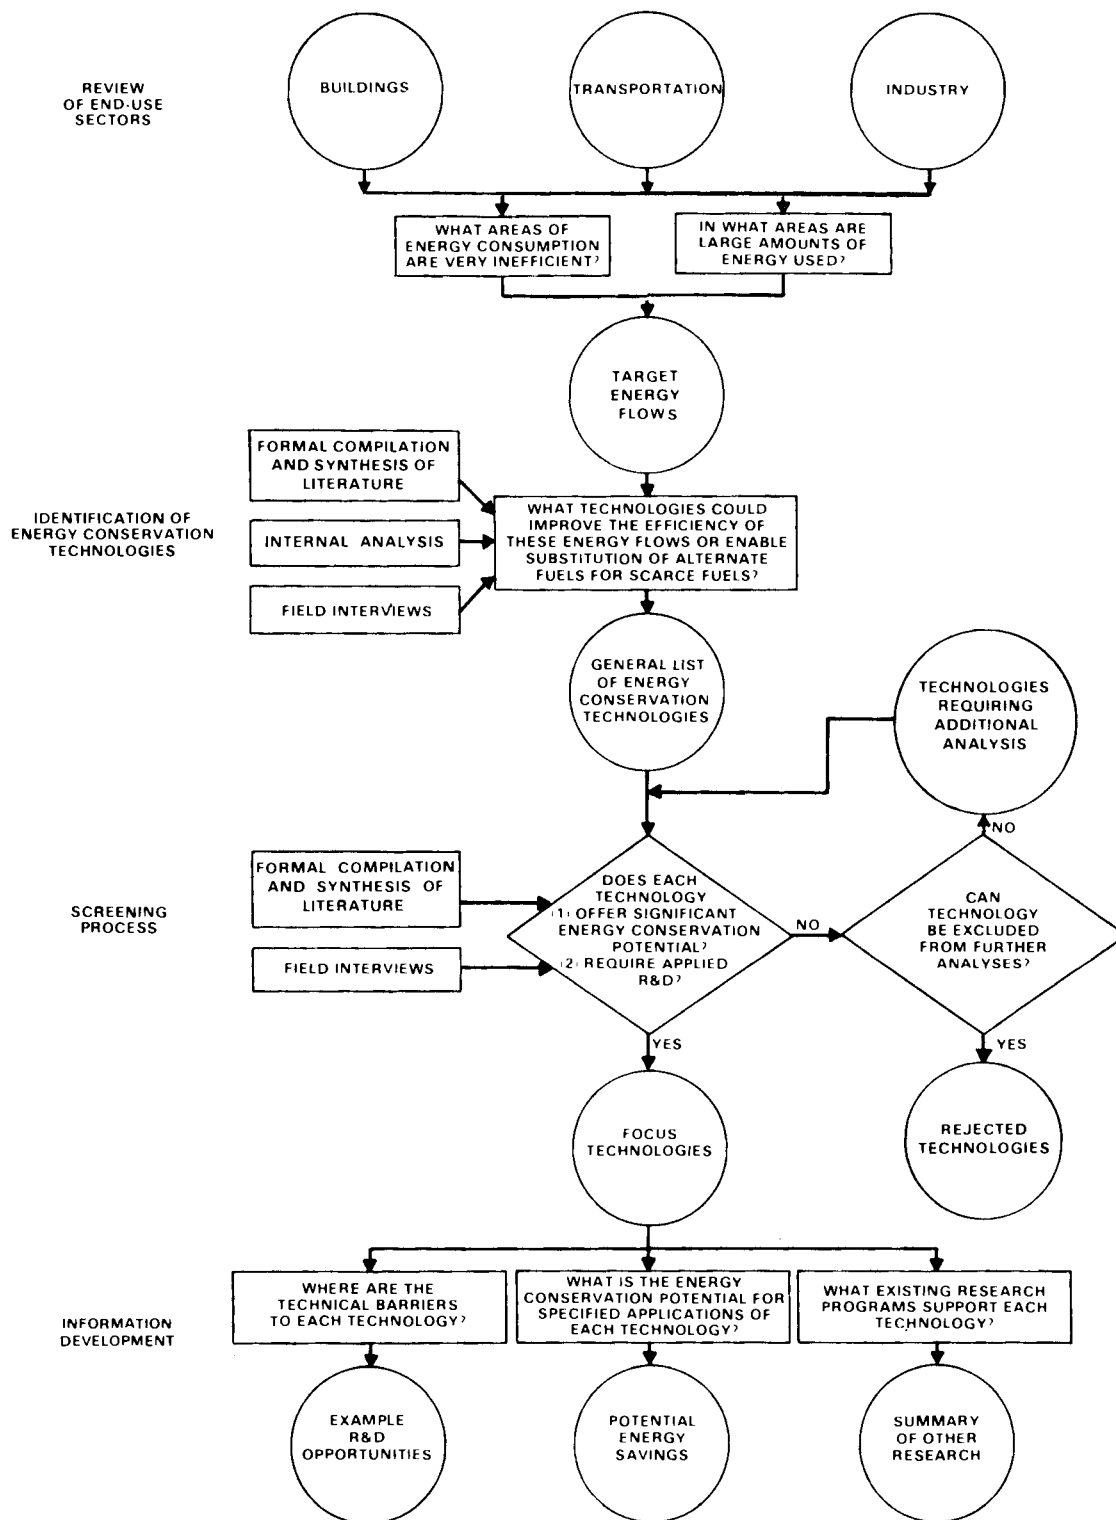 REVIEW
OF END-USE
SECTORS
BUILDINGS
TRANSPORTATION
INDUSTRY
WHAT AREAS OF
ENERGY CONSUMPTION
ARE VERY INEFFICIENT?
IN WHAT AREAS ARE
LARGE AMOUNTS OF
ENERGY USED?
TARGET
ENERGY
FLOWS
IDENTIFICATION OF
ENERGY CONSERVATION
TECHNOLOGIES
FORMAL COMPILATION
AND SYNTHESIS OF
LITERATURE
INTERNAL ANALYSIS
FIELD INTERVIEWS
WHAT TECHNOLOGIES COULD
IMPROVE THE EFFICIENCY OF
THESE ENERGY FLOWS OR ENABLE
SUBSTITUTION OF ALTERNATE
FUELS FOR SCARCE FUELS?
GENERAL LIST
OF ENERGY
CONSERVATION
TECHNOLOGIES
TECHNOLOGIES
REQUIRING
ADDITIONAL
ANALYSIS
SCREENING
PROCESS
FORMAL COMPILATION
AND SYNTHESIS OF
LITERATURE
FIELD INTERVIEWS
DOES EACH
TECHNOLOGY
(1) OFFER SIGNIFICANT
ENERGY CONSERVATION
POTENTIAL?
(2) REQUIRE APPLIED
R&D?
NO
CAN
TECHNOLOGY
BE EXCLUDED
FROM FURTHER
ANALYSES?
NO
YES
YES
FOCUS
TECHNOLOGIES
REJECTED
TECHNOLOGIES
INFORMATION
DEVELOPMENT
WHERE ARE THE
TECHNICAL BARRIERS
TO EACH TECHNOLOGY?
WHAT IS THE ENERGY
CONSERVATION POTENTIAL FOR
SPECIFIED APPLICATIONS OF
EACH TECHNOLOGY?
WHAT EXISTING RESEARCH
PROGRAMS SUPPORT EACH
TECHNOLOGY?
EXAMPLE
R&D
OPPORTUNITIES
POTENTIAL
ENERGY
SAVINGS
SUMMARY
OF OTHER
RESEARCH